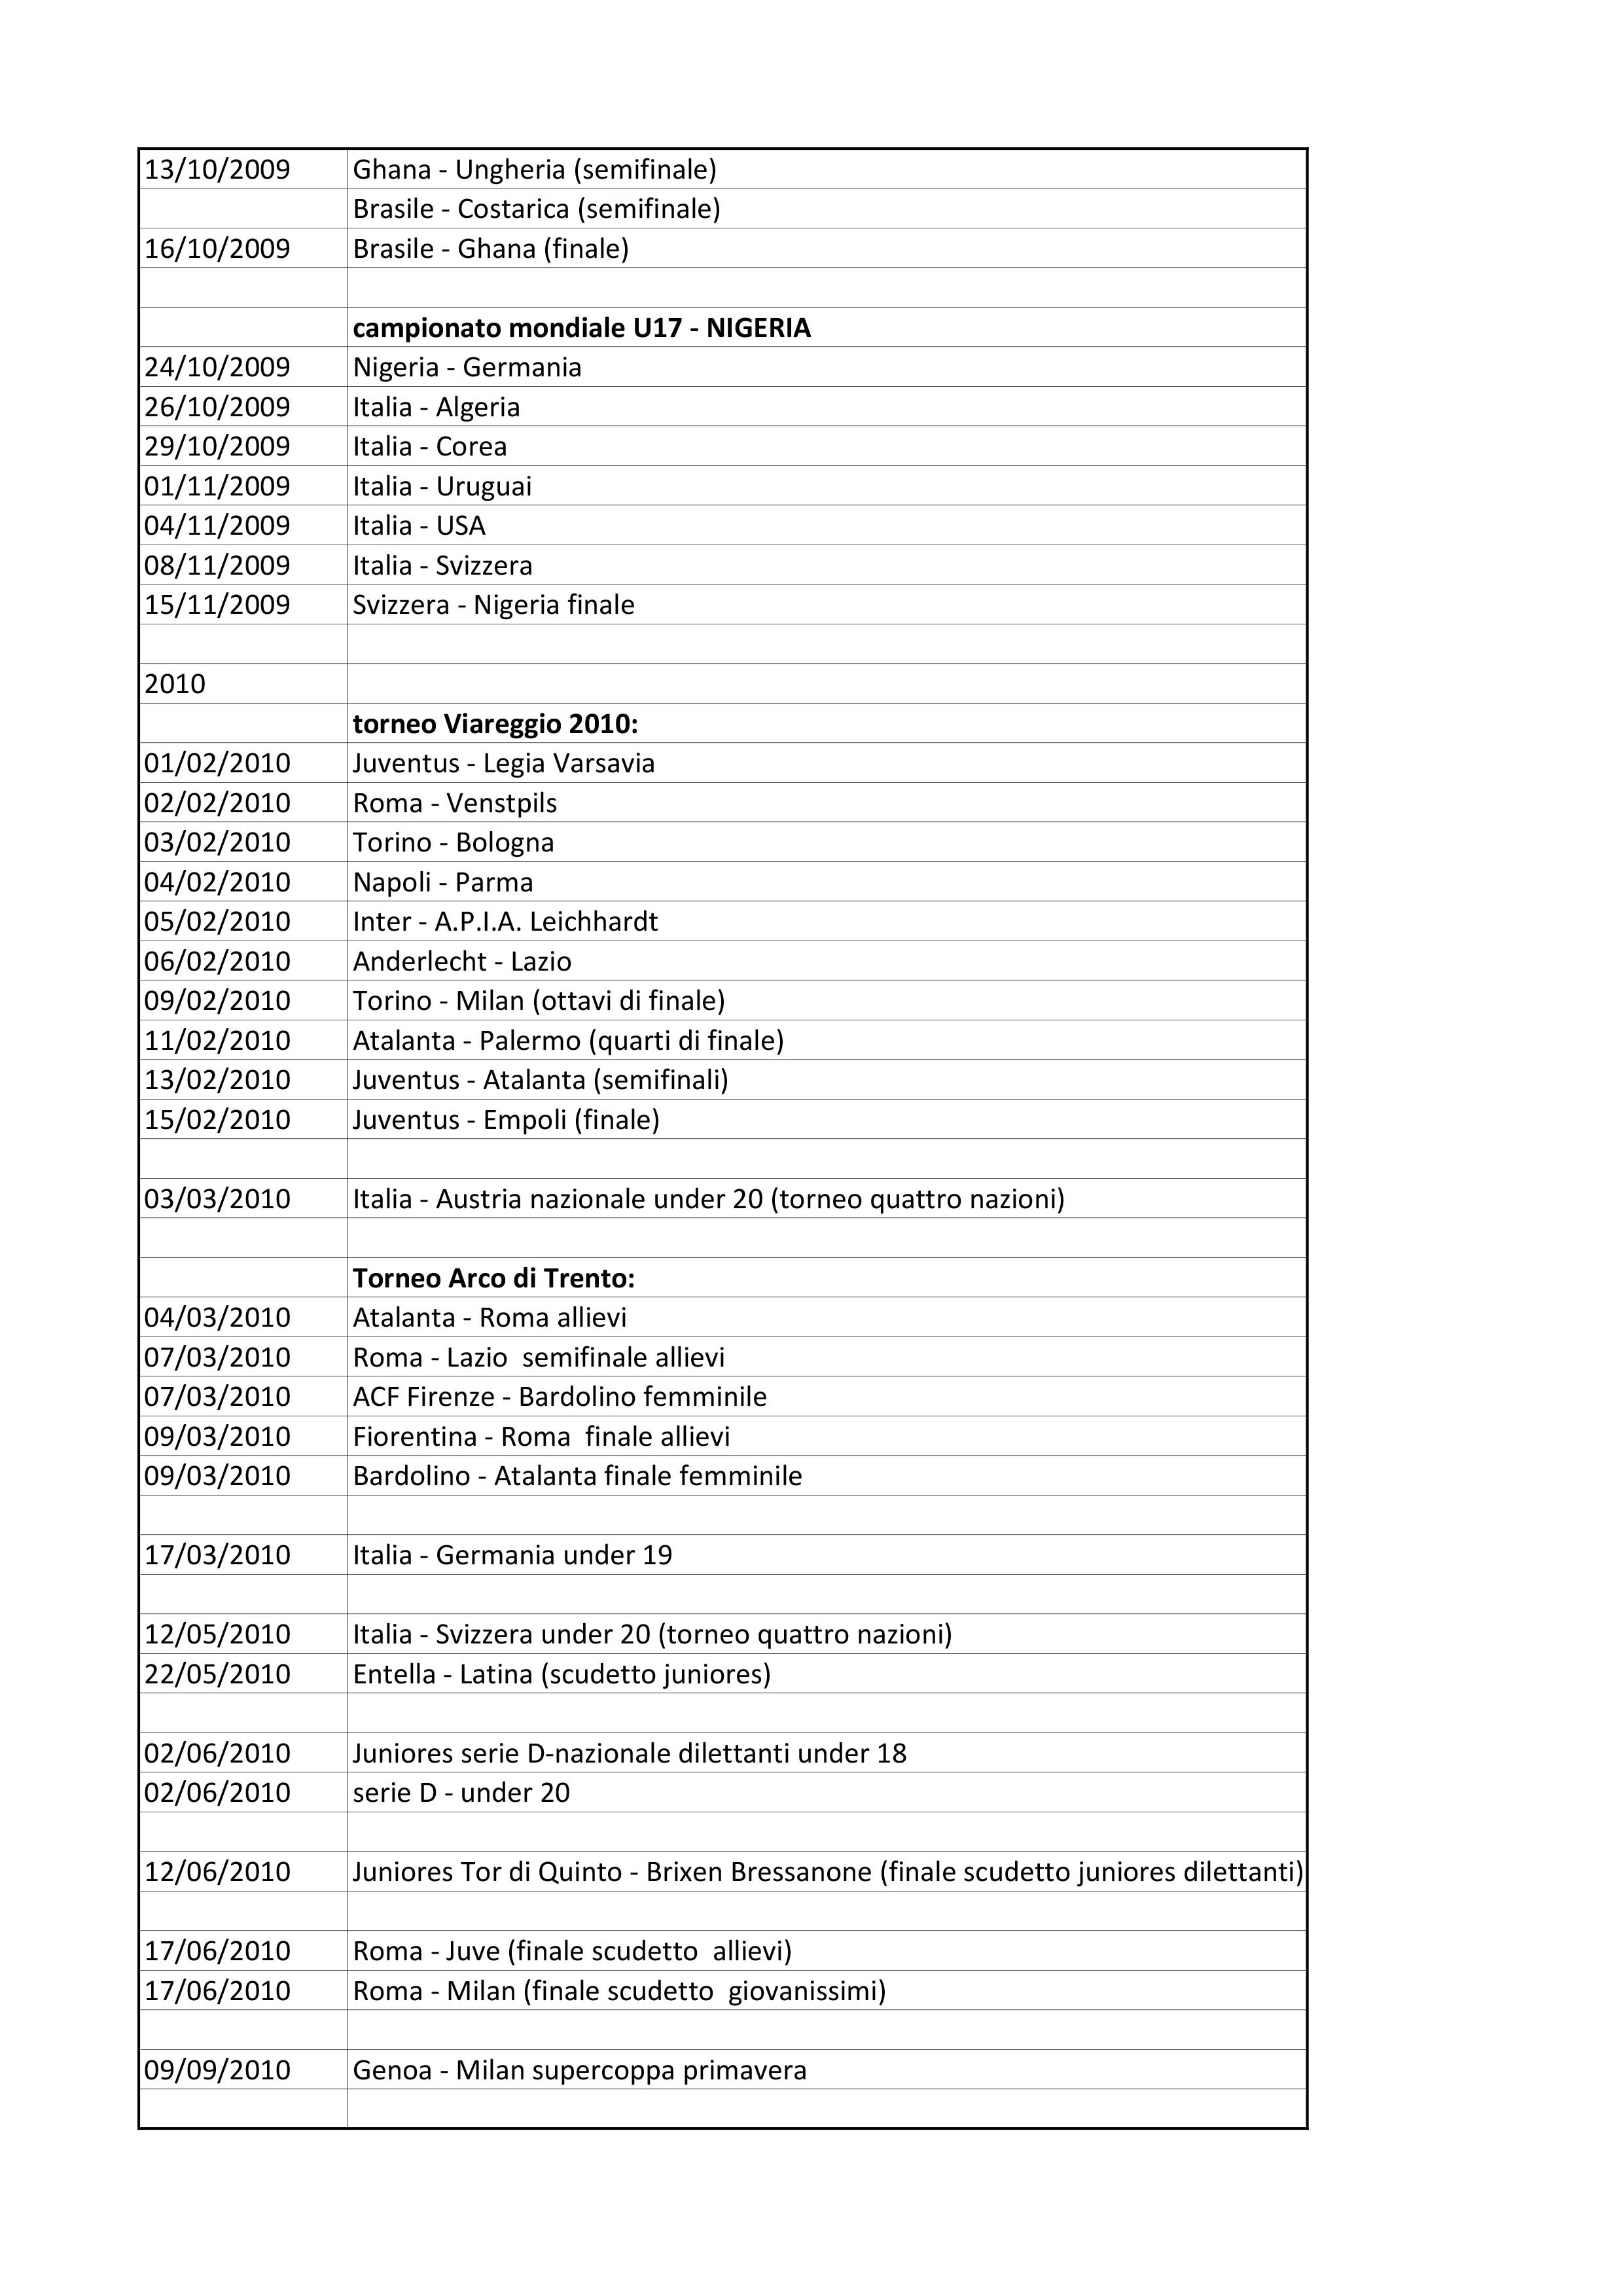 13/10/2009 Ghana - Ungheria (semifinale)
Brasile - Costarica (semifinale)
16/10/2009 Brasile - Ghana (finale)
campionato mondiale U17 - NIGERIA
24/10/2009 Nigeria - Germania
26/10/2009 Italia - Algeria
29/10/2009 Italia - Corea
01/11/2009 Italia - Uruguai
04/11/2009 Italia - USA
08/11/2009 Italia - Svizzera
15/11/2009 Svizzera - Nigeria finale
2010
torneo Viareggio 2010:
01/02/2010 Juventus - Legia Varsavia
02/02/2010 Roma - Venstpils
03/02/2010 Torino - Bologna
04/02/2010 Napoli - Parma
05/02/2010 Inter - A.P.I.A. Leichhardt
06/02/2010 Anderlecht - Lazio
09/02/2010 Torino - Milan (ottavi di finale)
11/02/2010 Atalanta - Palermo (quarti di finale)
13/02/2010 Juventus - Atalanta (semifinali)
15/02/2010 Juventus - Empoli (finale)
03/03/2010 Italia - Austria nazionale under 20 (torneo quattro nazioni)
Torneo Arco di Trento:
04/03/2010 Atalanta - Roma allievi
07/03/2010 Roma - Lazio  semifinale allievi
07/03/2010 ACF Firenze - Bardolino femminile
09/03/2010 Fiorentina - Roma  finale allievi
09/03/2010 Bardolino - Atalanta finale femminile
17/03/2010 Italia - Germania under 19
12/05/2010 Italia - Svizzera under 20 (torneo quattro nazioni)
22/05/2010 Entella - Latina (scudetto juniores)
02/06/2010 Juniores serie D-nazionale dilettanti under 18
02/06/2010 serie D - under 20
12/06/2010 Juniores Tor di Quinto - Brixen Bressanone (finale scudetto juniores dilettanti)
17/06/2010 Roma - Juve (finale scudetto  allievi)
17/06/2010 Roma - Milan (finale scudetto  giovanissimi)
09/09/2010 Genoa - Milan supercoppa primavera